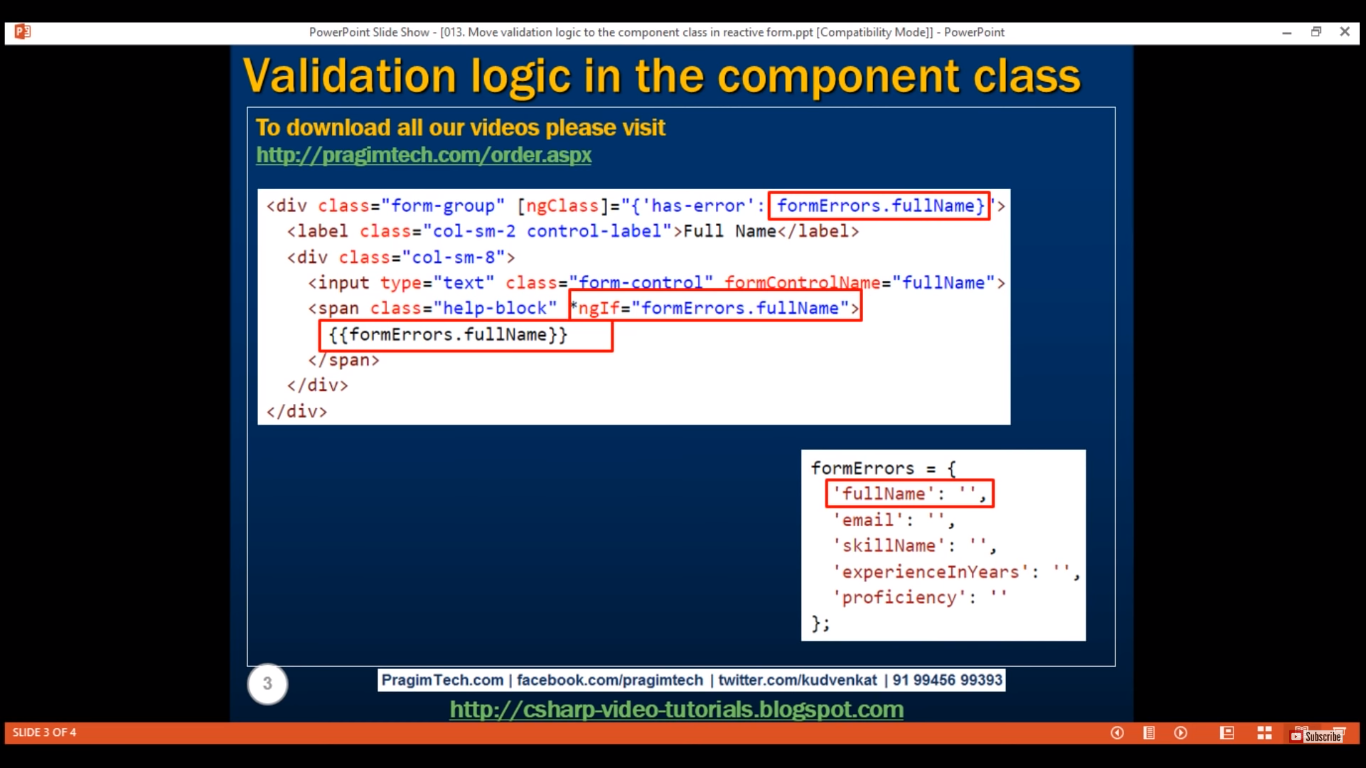 PowerPoint Slide Show - [013. Move validation logic to the component class in reactive form.ppt [Compatibility Mode]] - PowerPoint
Validation logic in the component class
To download all our videos please visit
http://pragimtech.com/order.aspx
<div class="form-group" [ngClass]="{'has-error': formErrors.fullName}">
<label class="col-sm-2 control-label">Full Name</label>
<div class="col-sm-8">
<input type="text" class="form-control" formControlName="fullName">
<span class="help-block" *ngIf="formErrors.fullName">
{{formErrors.fullName}}
</span>
</div>
</div>
formErrors = {
'fullName': '',
'email': '',
'skillName': '',
'experienceInYears': '',
'proficiency': ''
};
3
PragimTech.com | facebook.com/pragimtech | twitter.com/kudvenkat | 91 99456 99393
http://csharp-video-tutorials.blogspot.com
SLIDE 3 OF 4
Subscribe